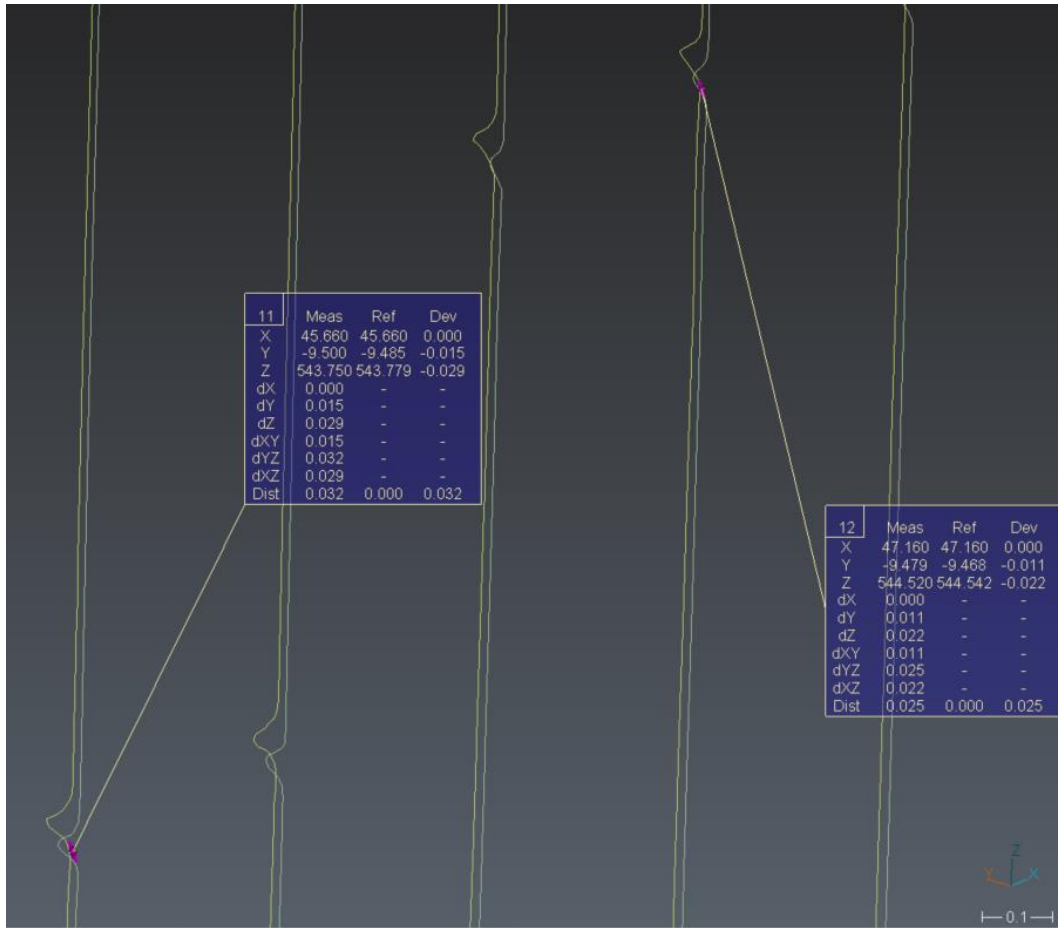 11 Meas Ref Dev
X 45.660 45.660 0.000
Y -9.500 -9.485 -0.015
Z 543.750 543.779 -0.029
dX 0.000 - -
dY 0.015 - -
dZ 0.029 - -
dXY 0.015 - -
dYZ 0.032 - -
dXZ 0.029 - -
Dist 0.032 0.000 0.032
12 Meas Ref Dev
X 47.160 47.160 0.000
Y -9.479 -9.468 -0.011
Z 544.520 544.542 -0.022
dX 0.000 - -
dY 0.011 - -
dZ 0.022 - -
dXY 0.011 - -
dYZ 0.025 - -
dXZ 0.022 - -
Dist 0.025 0.000 0.025
Z
Y X
0.1